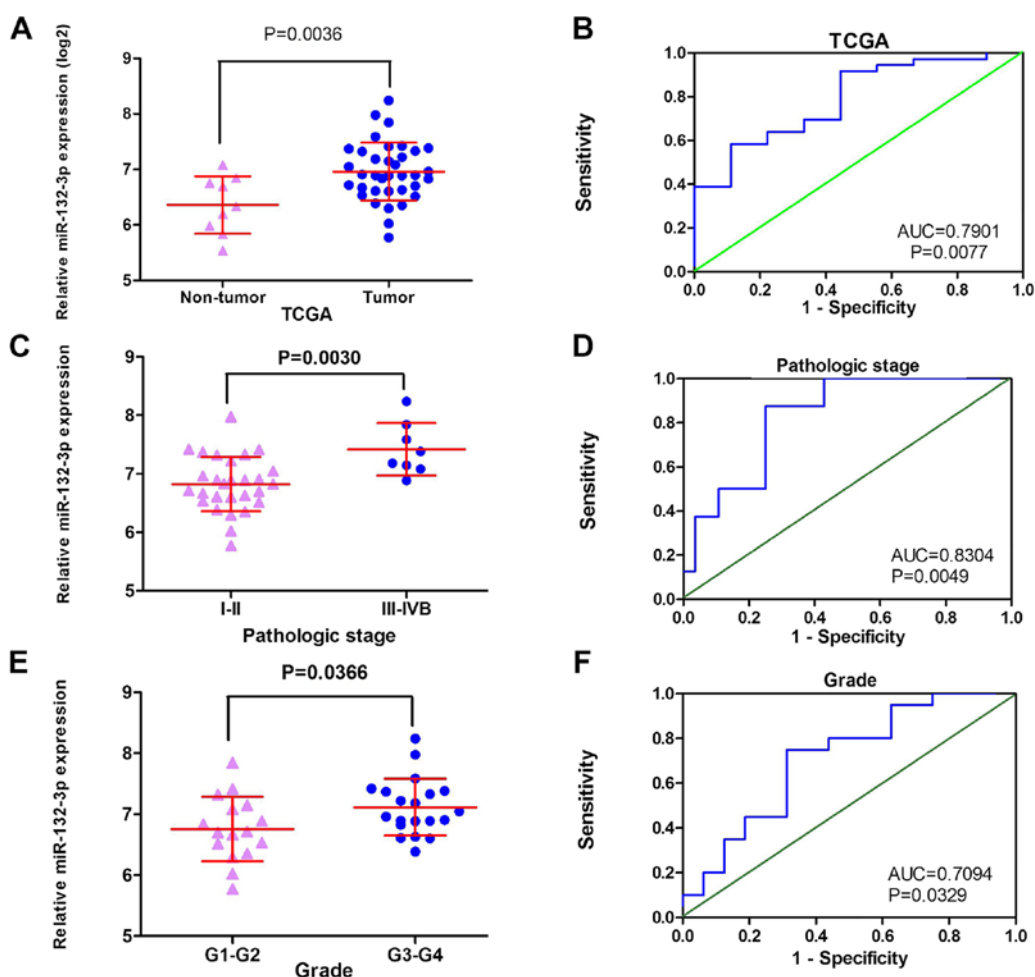 A
Relative miR-132-3p expression (log2)
P=0.0036
9
8
7
6
5
Non-tumor
Tumor
TCGA
B
TCGA
Sensitivity
1.0
0.8
0.6
0.4
0.2
0.0
AUC=0.7901
P=0.0077
0.0
0.2
0.4
0.6
0.8
1.0
1 - Specificity
C
Relative miR-132-3p expression
P=0.0030
9
8
7
6
5
I-II
III-IVB
Pathologic stage
D
Pathologic stage
Sensitivity
1.0
0.8
0.6
0.4
0.2
0.0
AUC=0.8304
P=0.0049
0.0
0.2
0.4
0.6
0.8
1.0
1 - Specificity
E
Relative miR-132-3p expression
P=0.0366
9
8
7
6
5
G1-G2
G3-G4
Grade
F
Grade
Sensitivity
1.0
0.8
0.6
0.4
0.2
0.0
AUC=0.7094
P=0.0329
0.0
0.2
0.4
0.6
0.8
1.0
1 - Specificity